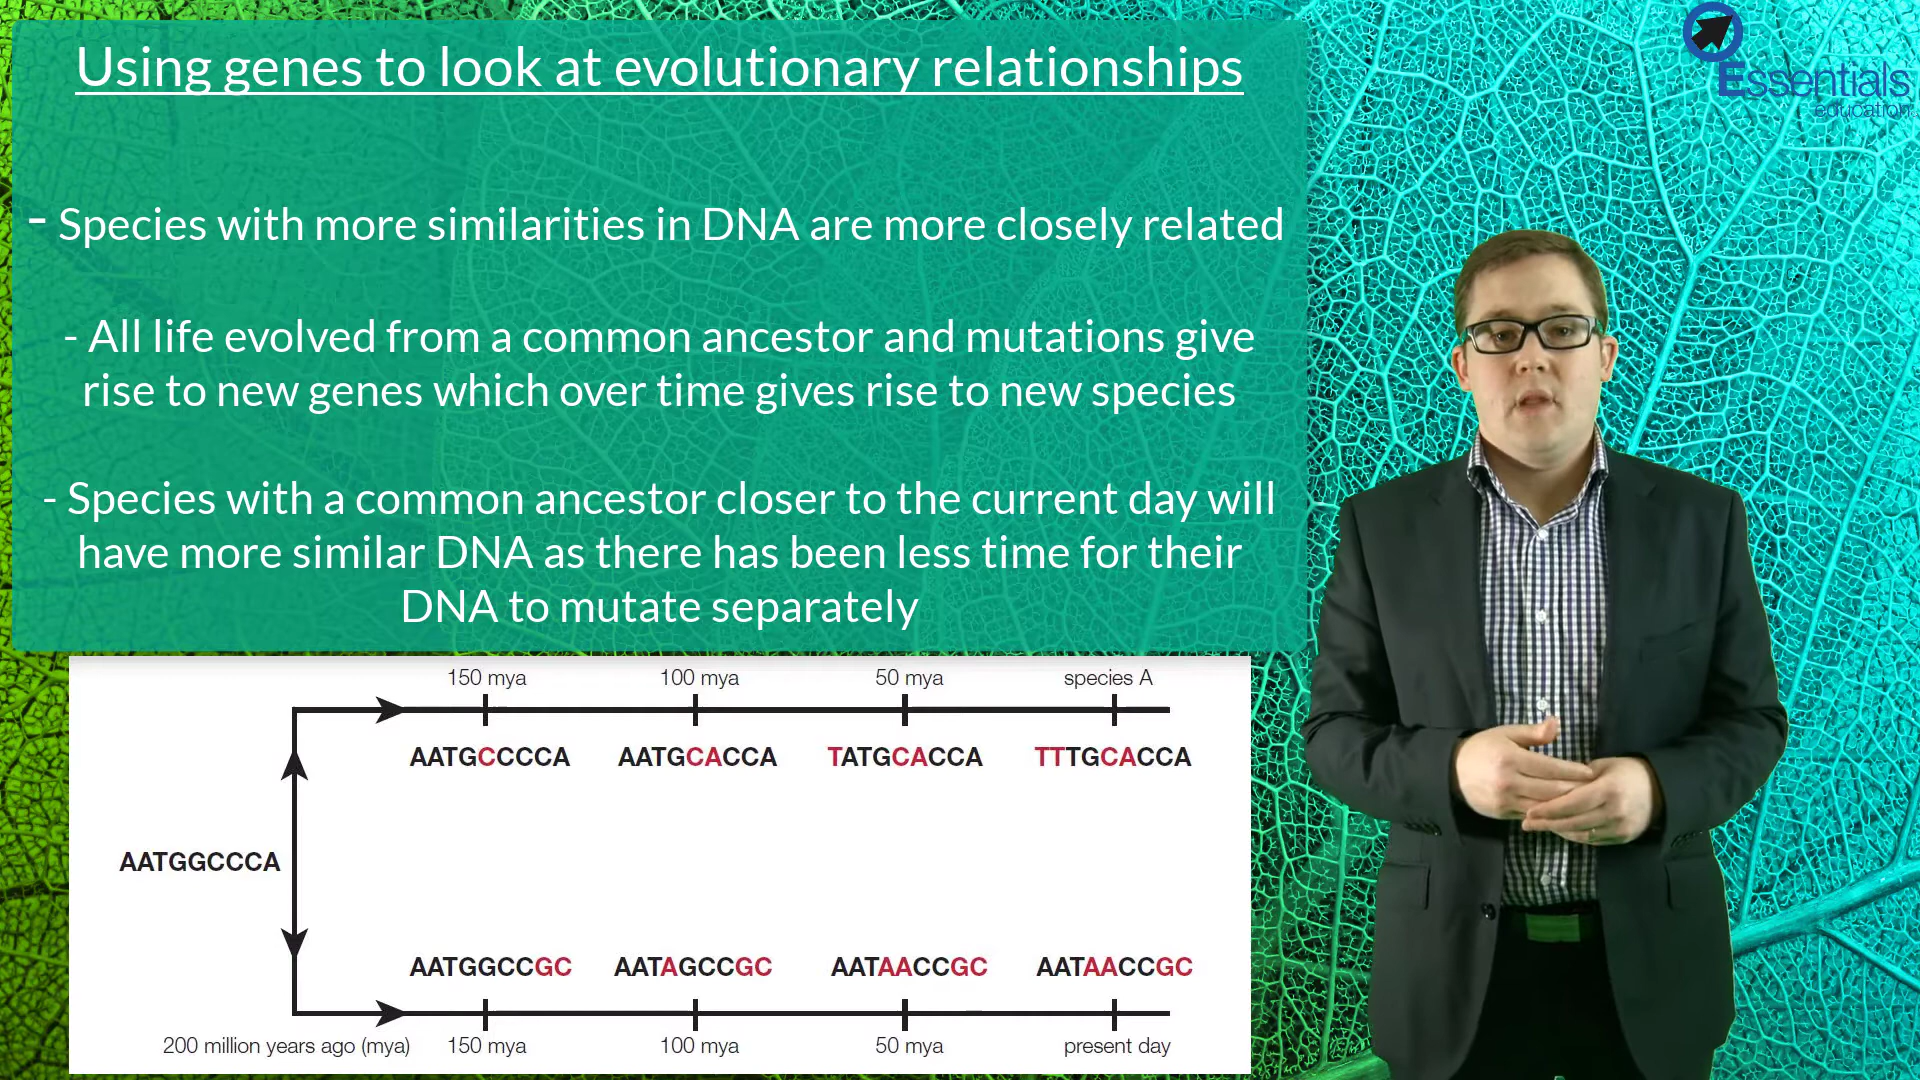 Using genes to look at evolutionary relationships
Essentials
education
- Species with more similarities in DNA are more closely related
- All life evolved from a common ancestor and mutations give
rise to new genes which over time gives rise to new species
- Species with a common ancestor closer to the current day will
have more similar DNA as there has been less time for their
DNA to mutate separately
150 mya 100 mya 50 mya species A
AATGCCCCA AATGCACCA TATGCACCA TTTGCACCA
AATGGCCCA
AATGGCCGC AATAGCCGC AATAACCGC AATAACCGC
200 million years ago (mya) 150 mya 100 mya 50 mya present day